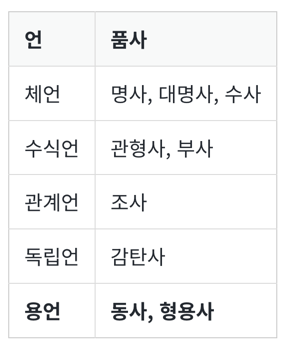 언 품사
체언 명사, 대명사, 수사
수식언 관형사, 부사
관계언 조사
독립언 감탄사
용언 동사, 형용사